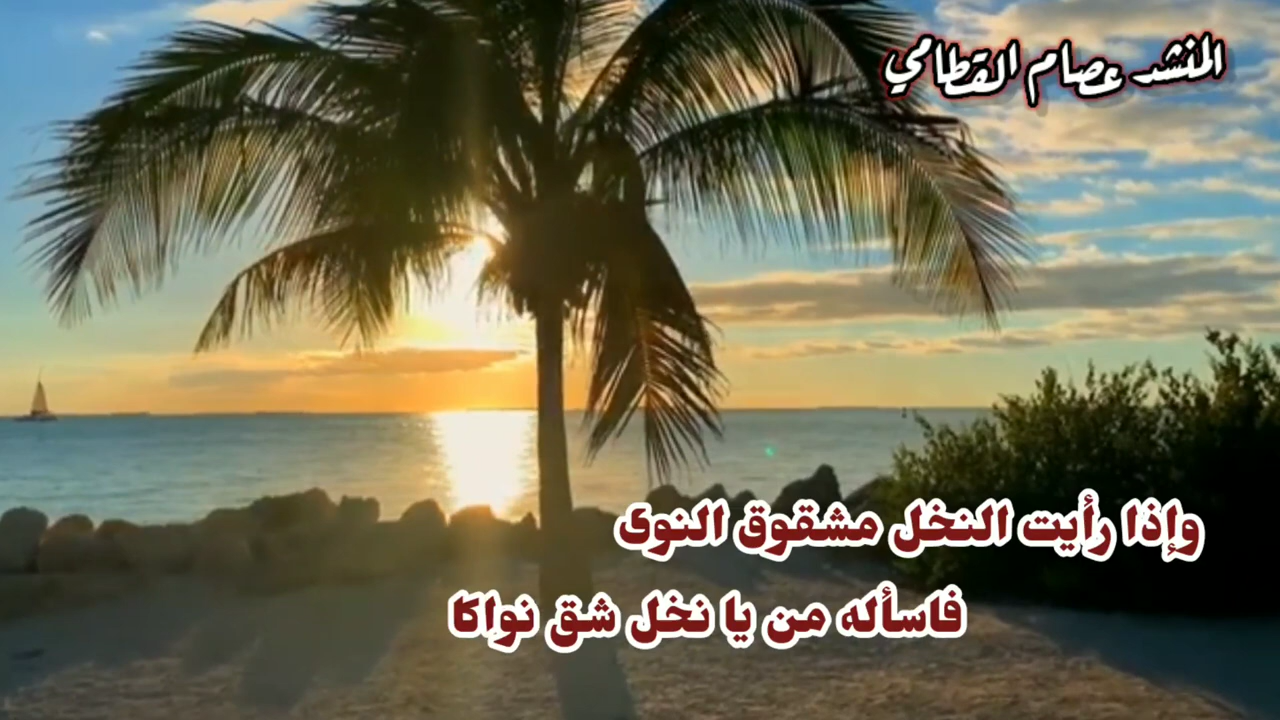 المنشد عصام القطامي
وإذا رأيت النخل مشقوق النوى
فاسأله من يا نخل شق نواكا